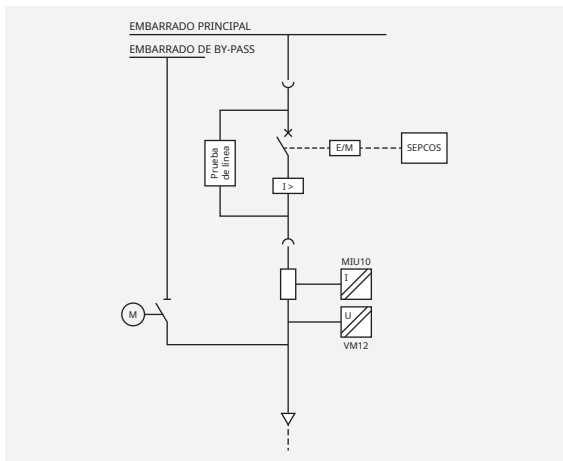 EMBARRADO PRINCIPAL
EMBARRADO DE BY-PASS
Prueba
de línea
E/M
SEPCOS
I >
MIU10
I
M
U
VM12